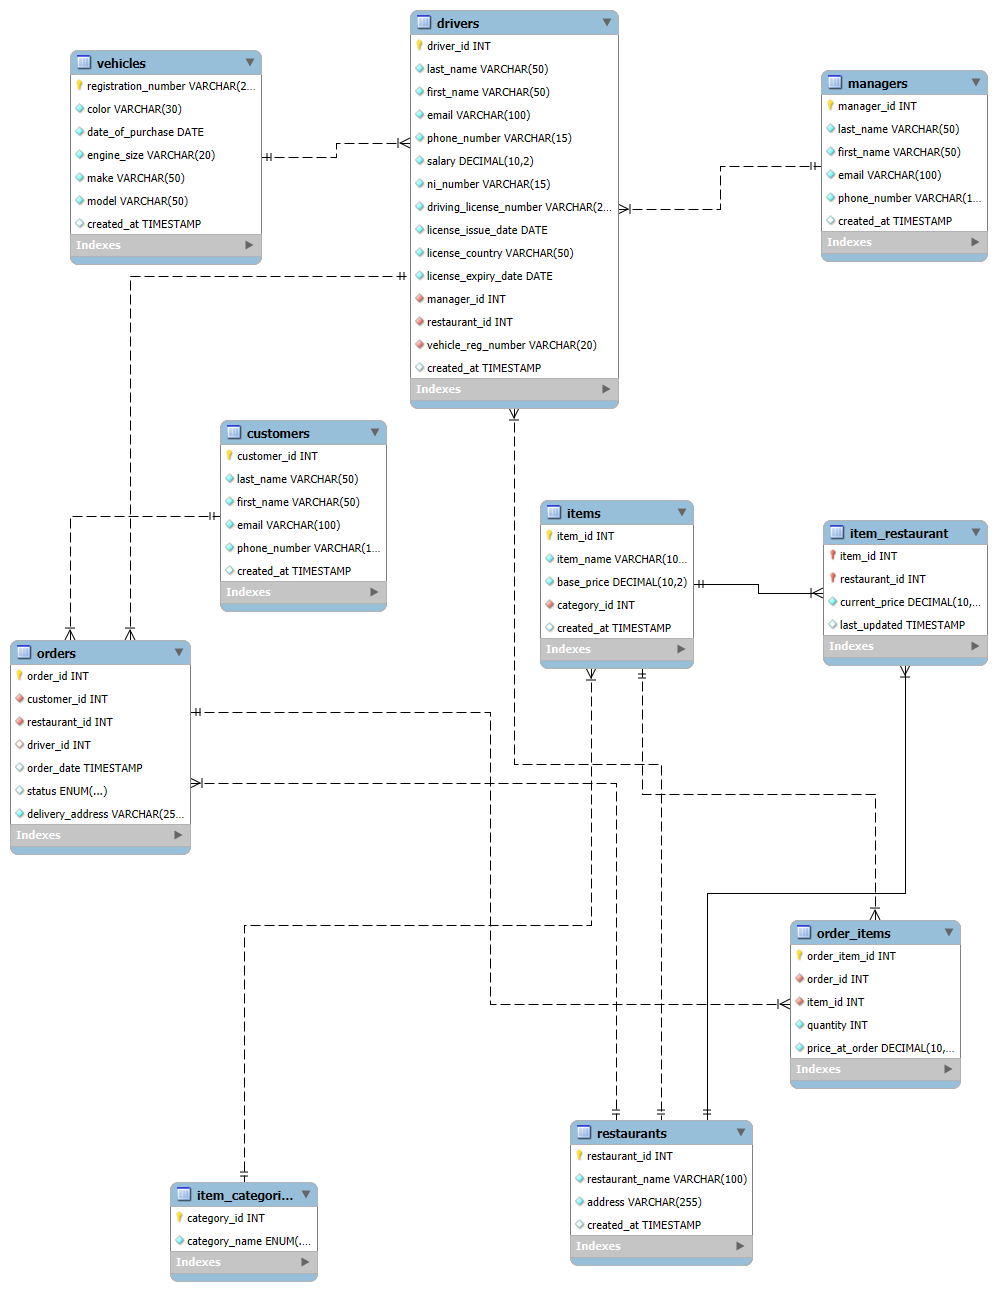 drivers
driver_id INT
last_name VARCHAR(50)
first_name VARCHAR(50)
email VARCHAR(100)
phone_number VARCHAR(15)
salary DECIMAL(10,2)
ni_number VARCHAR(15)
driving_license_number VARCHAR(2...
license_issue_date DATE
license_country VARCHAR(50)
license_expiry_date DATE
manager_id INT
restaurant_id INT
vehicle_reg_number VARCHAR(20)
created_at TIMESTAMP
Indexes
vehicles
registration_number VARCHAR(2...
color VARCHAR(30)
date_of_purchase DATE
engine_size VARCHAR(20)
make VARCHAR(50)
model VARCHAR(50)
created_at TIMESTAMP
Indexes
managers
manager_id INT
last_name VARCHAR(50)
first_name VARCHAR(50)
email VARCHAR(100)
phone_number VARCHAR(1...
created_at TIMESTAMP
Indexes
customers
customer_id INT
last_name VARCHAR(50)
first_name VARCHAR(50)
email VARCHAR(100)
phone_number VARCHAR(1...
created_at TIMESTAMP
Indexes
items
item_id INT
item_name VARCHAR(10...
base_price DECIMAL(10,2)
category_id INT
created_at TIMESTAMP
Indexes
item_restaurant
item_id INT
restaurant_id INT
current_price DECIMAL(10,...
last_updated TIMESTAMP
Indexes
orders
order_id INT
customer_id INT
restaurant_id INT
driver_id INT
order_date TIMESTAMP
status ENUM(...)
delivery_address VARCHAR(25...
Indexes
order_items
order_item_id INT
order_id INT
item_id INT
quantity INT
price_at_order DECIMAL(10,...
Indexes
restaurants
restaurant_id INT
restaurant_name VARCHAR(100)
address VARCHAR(255)
created_at TIMESTAMP
Indexes
item_categori...
category_id INT
category_name ENUM(....
Indexes